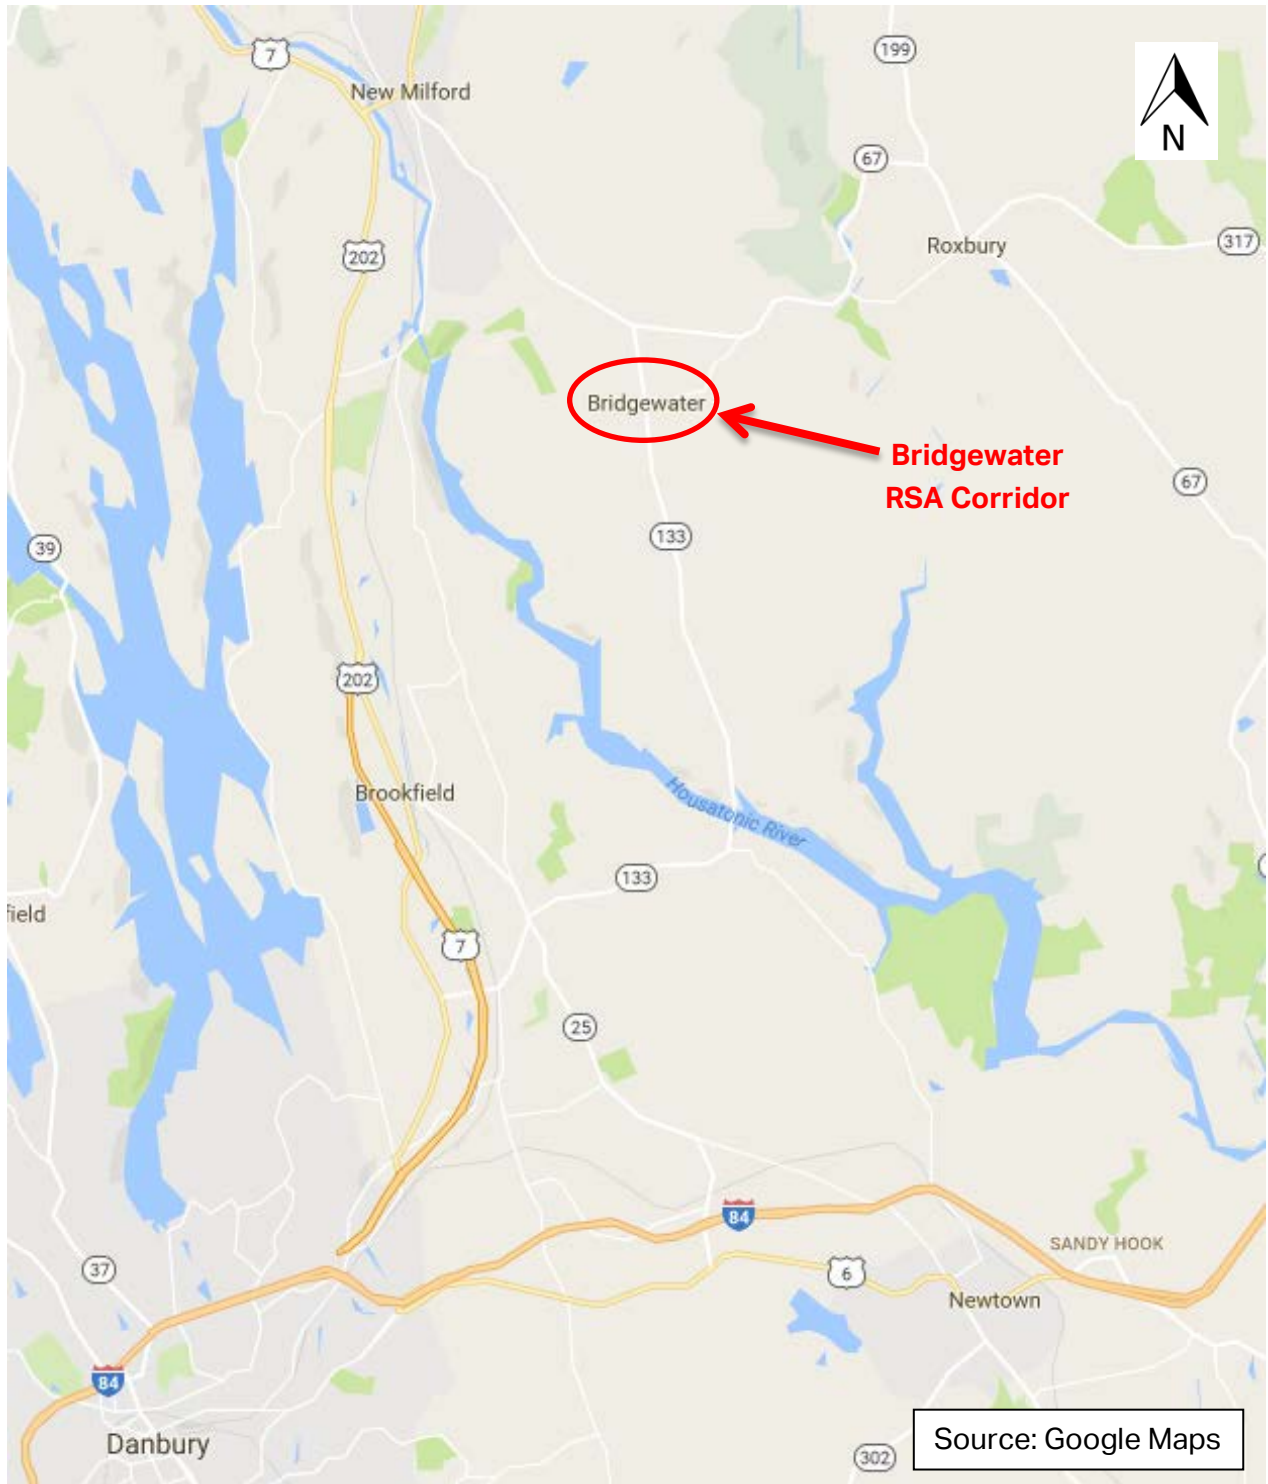 7
199
New Milford
N
67
Roxbury
317
202
Bridgewater
Bridgewater
RSA Corridor
67
133
39
202
Brookfield
Housatonic River
133
field
7
25
84
SANDY HOOK
37
6
Newtown
84
Danbury
302
Source: Google Maps